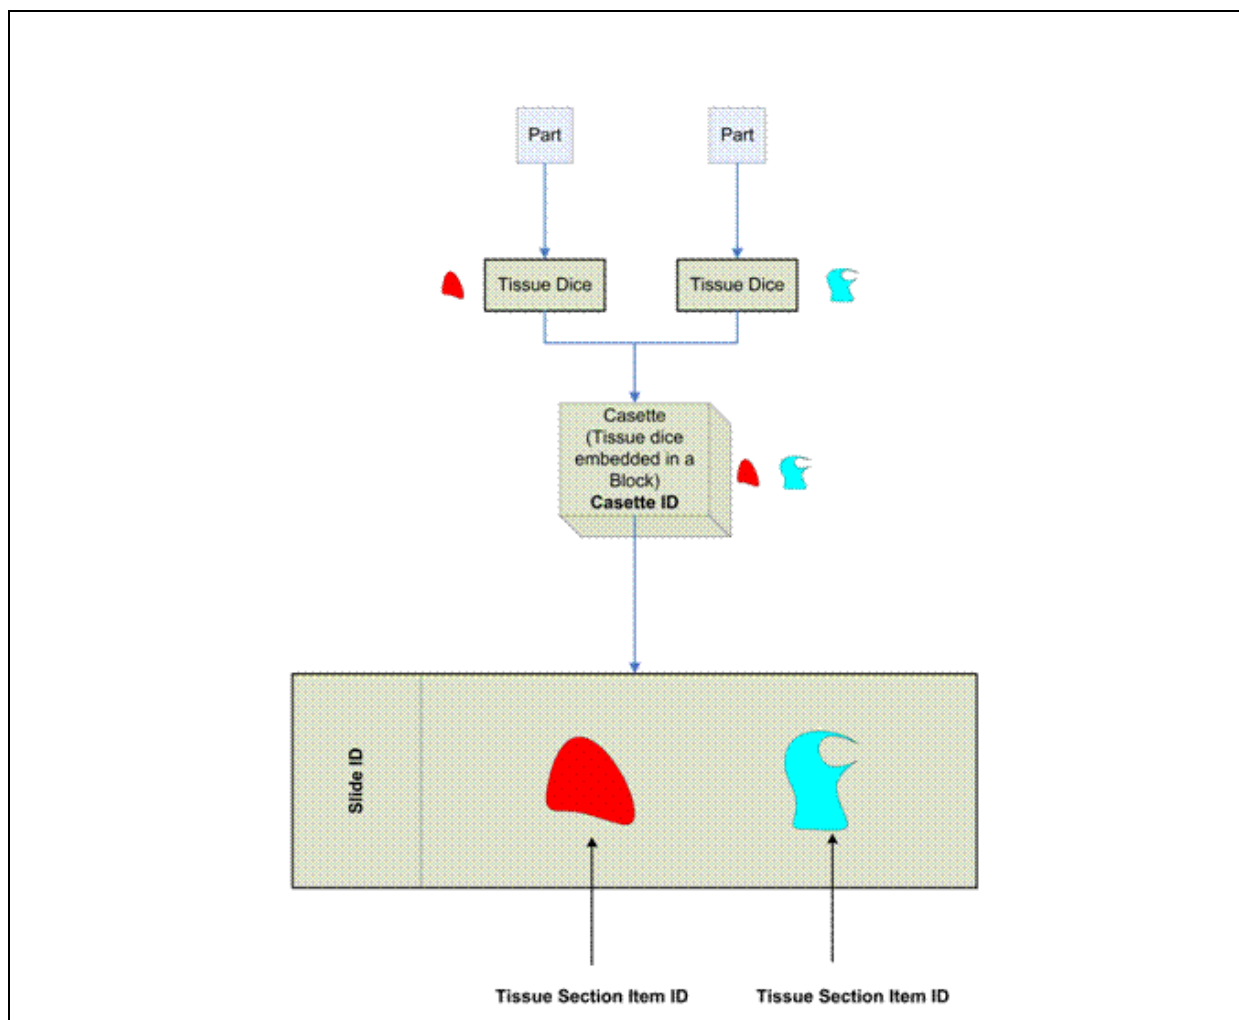 Part
Part
Tissue Dice
Tissue Dice
Casette
(Tissue dice
embedded in a
Block)
Casette ID
Slide ID
Tissue Section Item ID
Tissue Section Item ID